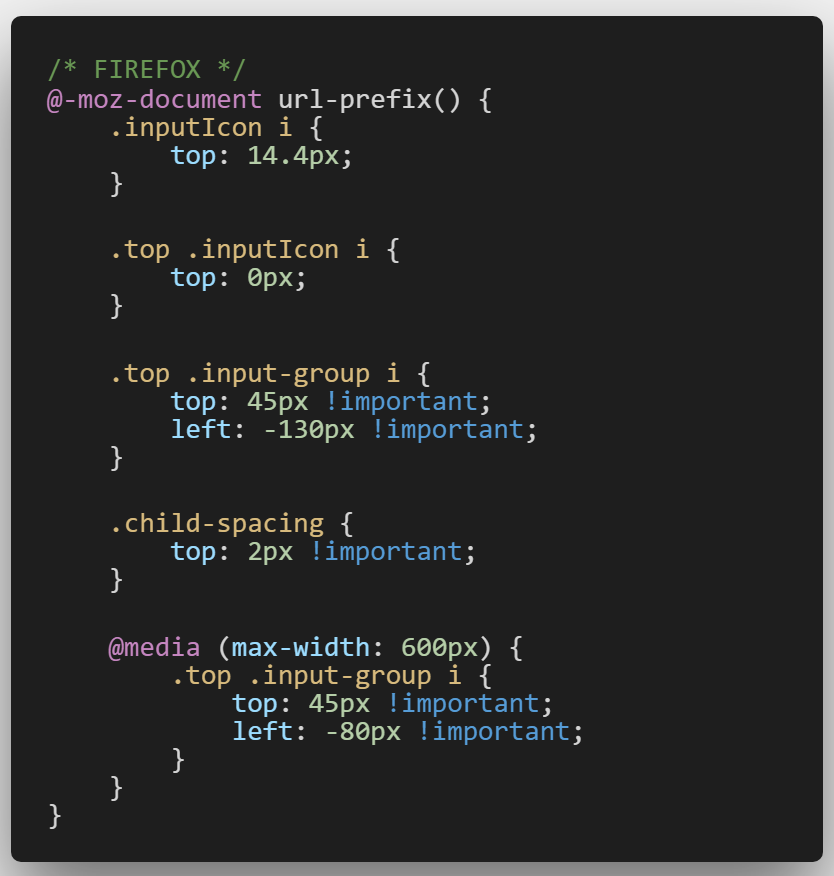 /* FIREFOX */
@-moz-document url-prefix() {
    .inputIcon i {
        top: 14.4px;
    }

    .top .inputIcon i {
        top: 0px;
    }

    .top .input-group i {
        top: 45px !important;
        left: -130px !important;
    }

    .child-spacing {
        top: 2px !important;
    }

    @media (max-width: 600px) {
        .top .input-group i {
            top: 45px !important;
            left: -80px !important;
        }
    }
}